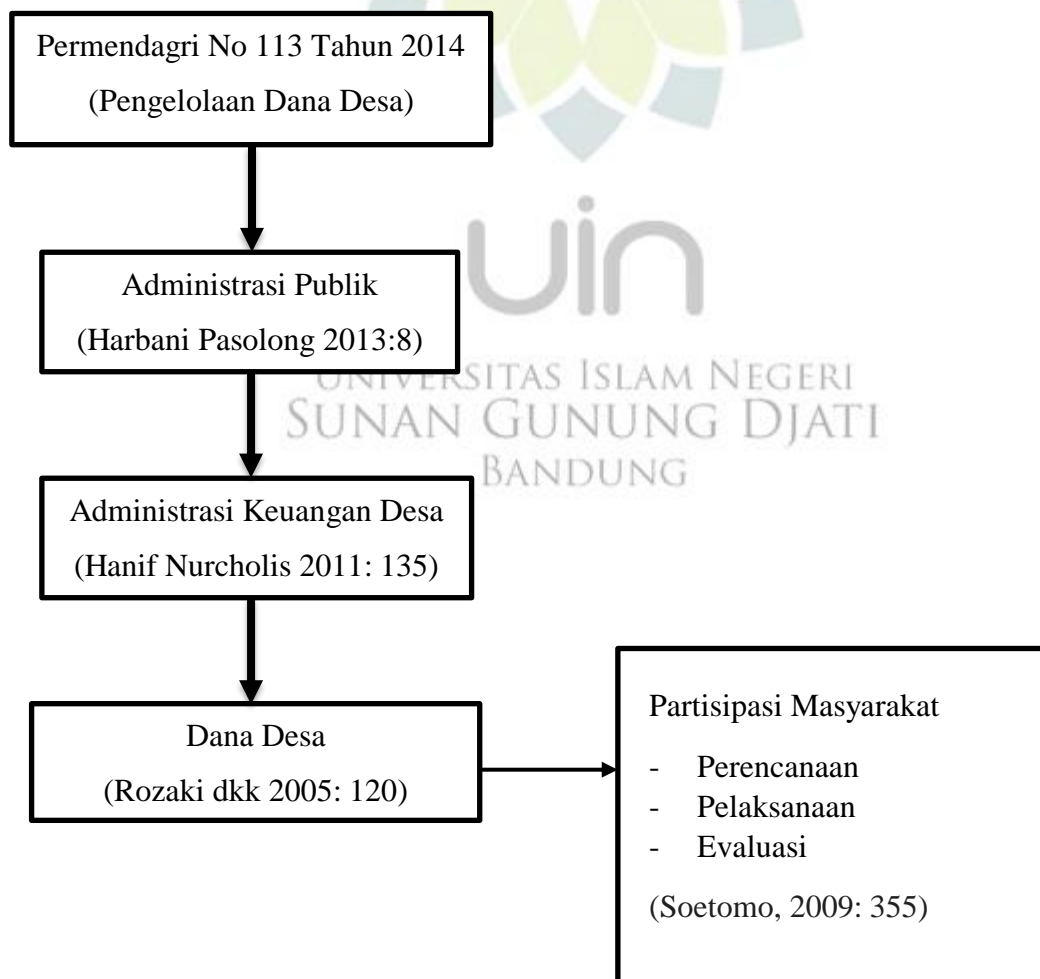 Permendagri No 113 Tahun 2014
(Pengelolaan Dana Desa)
uin
Administrasi Publik
(Harbani Pasolong 2013:8)
UNIVERSITAS ISLAM NEGERI
SUNAN GUNUNG DJATI
BANDUNG
Administrasi Keuangan Desa
(Hanif Nurcholis 2011: 135)
Dana Desa
(Rozaki dkk 2005: 120)
Partisipasi Masyarakat
- Perencanaan
- Pelaksanaan
- Evaluasi
(Soetomo, 2009: 355)